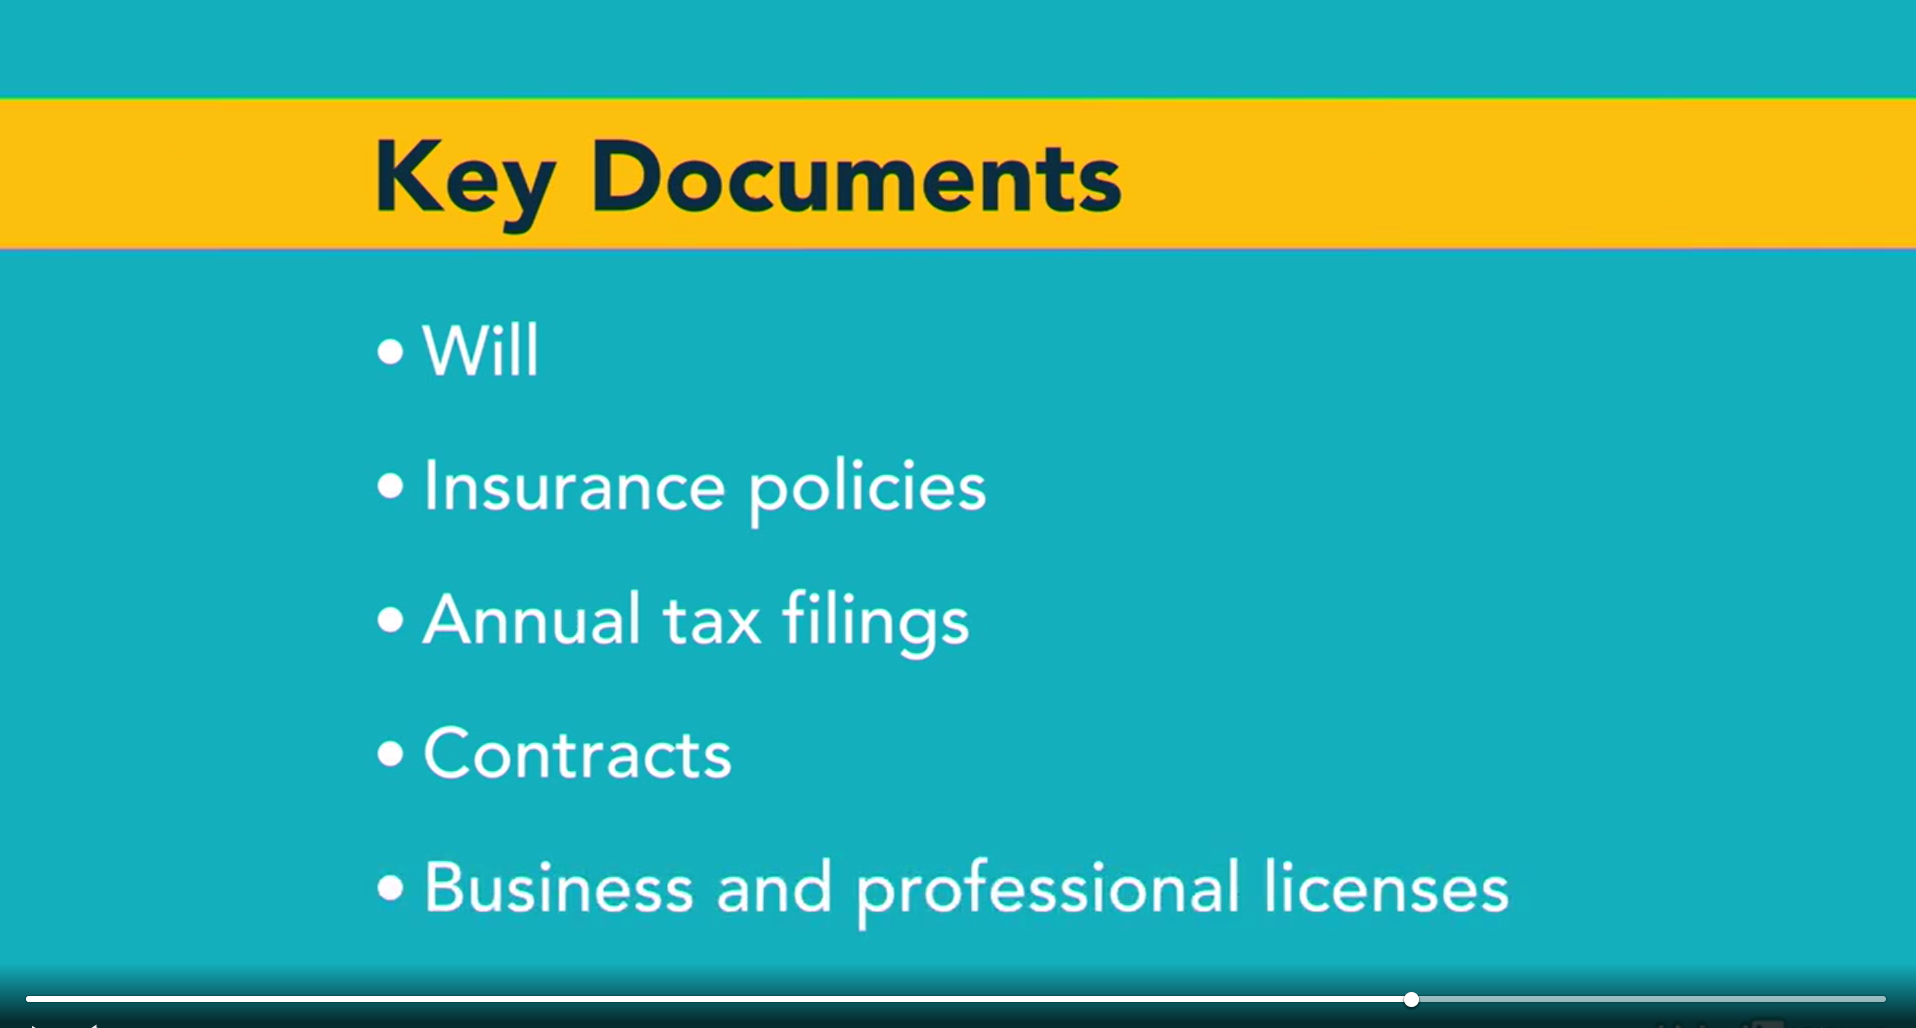 Key Documents
• Will
• Insurance policies
• Annual tax filings
• Contracts
• Business and professional licenses